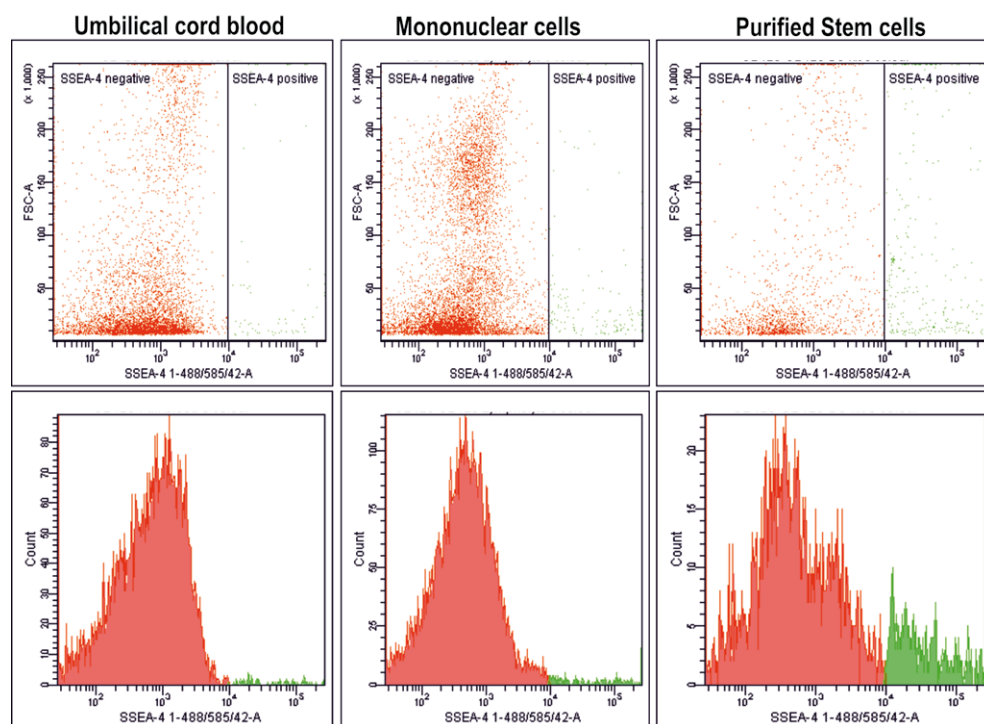 Umbilical cord blood
Mononuclear cells
Purified Stem cells
(x 1,000)
FSC-A
250
200
150
100
50
SSEA-4 negative
SSEA-4 positive
10²
10³
10⁴
10⁵
SSEA-4 1-488/585/42-A
(x 1,000)
FSC-A
250
200
150
100
50
SSEA-4 negative
SSEA-4 positive
10²
10³
10⁴
10⁵
SSEA-4 1-488/585/42-A
(x 1,000)
FSC-A
250
200
150
100
50
SSEA-4 negative
SSEA-4 positive
10²
10³
10⁴
10⁵
SSEA-4 1-488/585/42-A
Count
80
70
60
50
40
30
20
10
0
10²
10³
10⁴
10⁵
SSEA-4 1-488/585/42-A
Count
100
75
50
25
0
10²
10³
10⁴
10⁵
SSEA-4 1-488/585/42-A
Count
20
15
10
5
0
10²
10³
10⁴
10⁵
SSEA-4 1-488/585/42-A